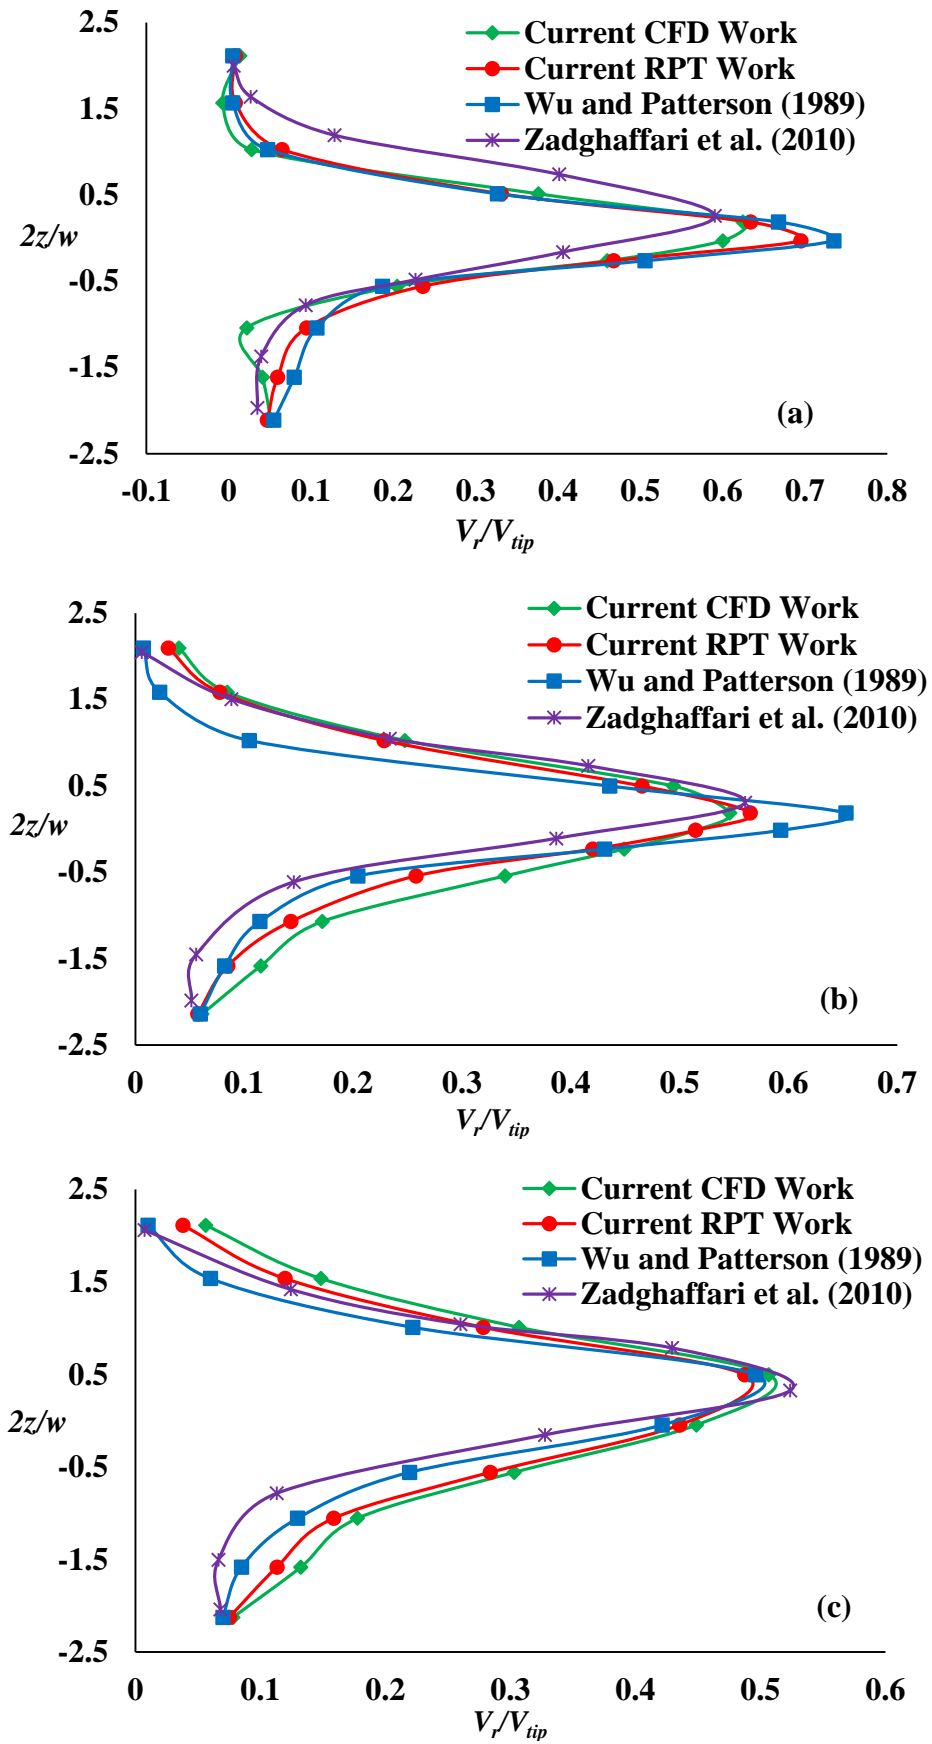 2.5
Current CFD Work
Current RPT Work
1.5
Wu and Patterson (1989)
Zadghaffari et al. (2010)
0.5
2z/w
-0.5
-1.5
(a)
-2.5
-0.1 0 0.1 0.2 0.3 0.4 0.5 0.6 0.7 0.8
Vr/Vtip
2.5
Current CFD Work
Current RPT Work
1.5
Wu and Patterson (1989)
Zadghaffari et al. (2010)
0.5
2z/w
-0.5
-1.5
(b)
-2.5
0 0.1 0.2 0.3 0.4 0.5 0.6 0.7
Vr/Vtip
2.5
Current CFD Work
Current RPT Work
Wu and Patterson (1989)
1.5
Zadghaffari et al. (2010)
0.5
2z/w
-0.5
-1.5
(c)
-2.5
0 0.1 0.2 0.3 0.4 0.5 0.6
Vr/Vtip